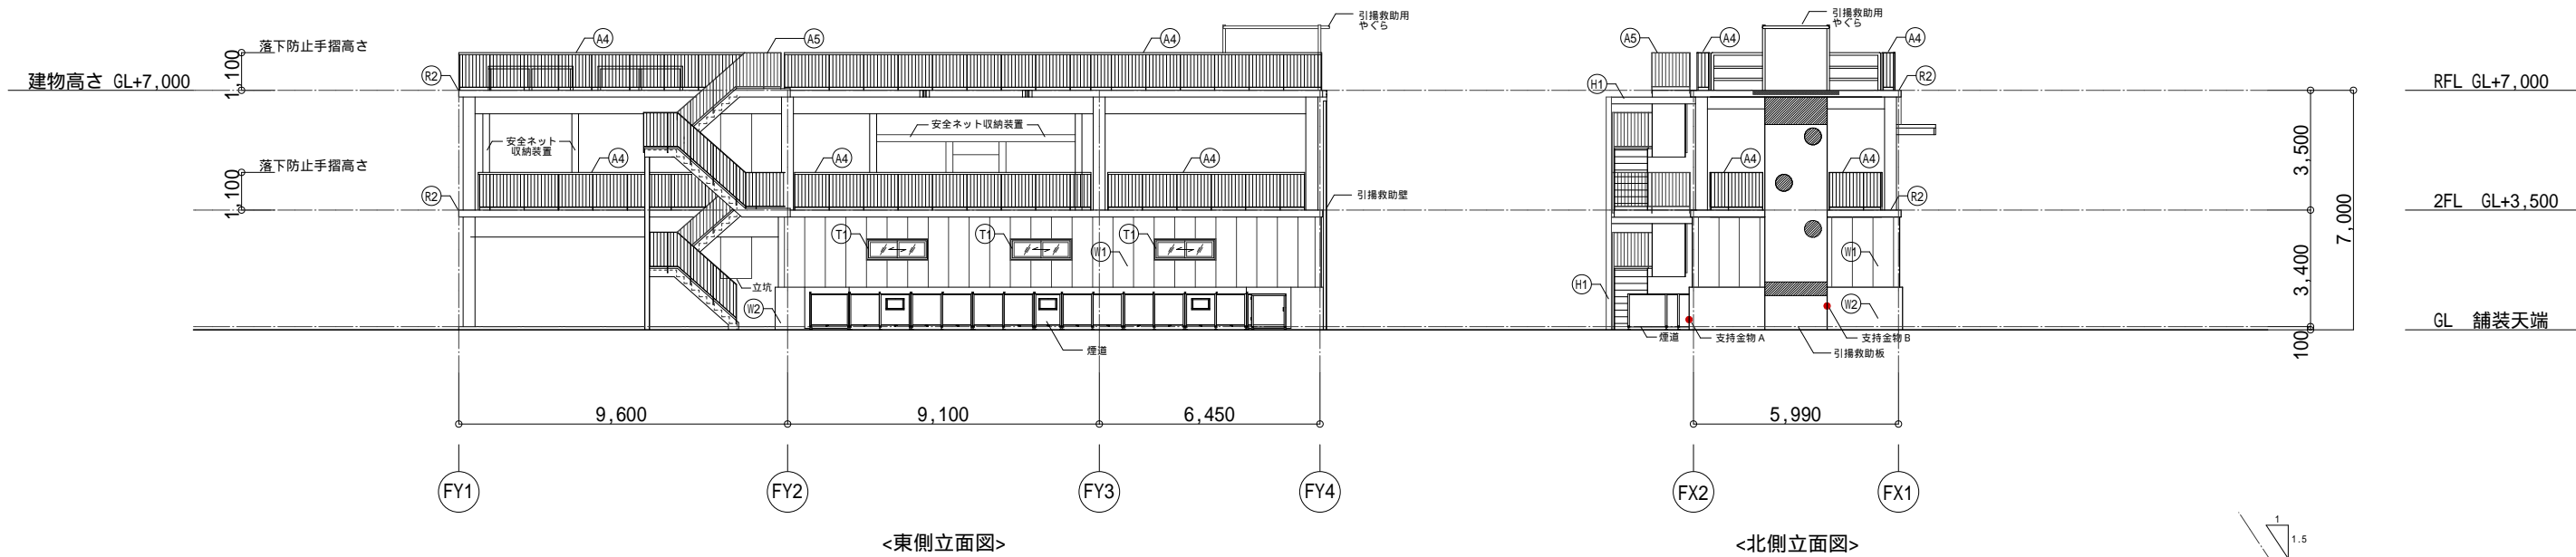 引揚救助用
やぐら
A4
A5
A4
落下防止手摺高さ
1,100
建物高さ GL+7,000
R2
安全ネット
収納装置
安全ネット収納装置
A4
A4
A4
落下防止手摺高さ
1,100
R2
引揚救助壁
T1
T1
T1
W1
立坑
W2
煙道
9,600
9,100
6,450
FY1
FY2
FY3
FY4
<東側立面図>
引揚救助用
やぐら
A5
A4
A4
R2
H1
A4
A4
R2
W1
H1
W2
煙道
支持金物A
支持金物B
引揚救助板
5,990
FX2
FX1
<北側立面図>
RFL GL+7,000
3,500
2FL GL+3,500
7,000
3,400
GL 舗装天端
100
1
1.5